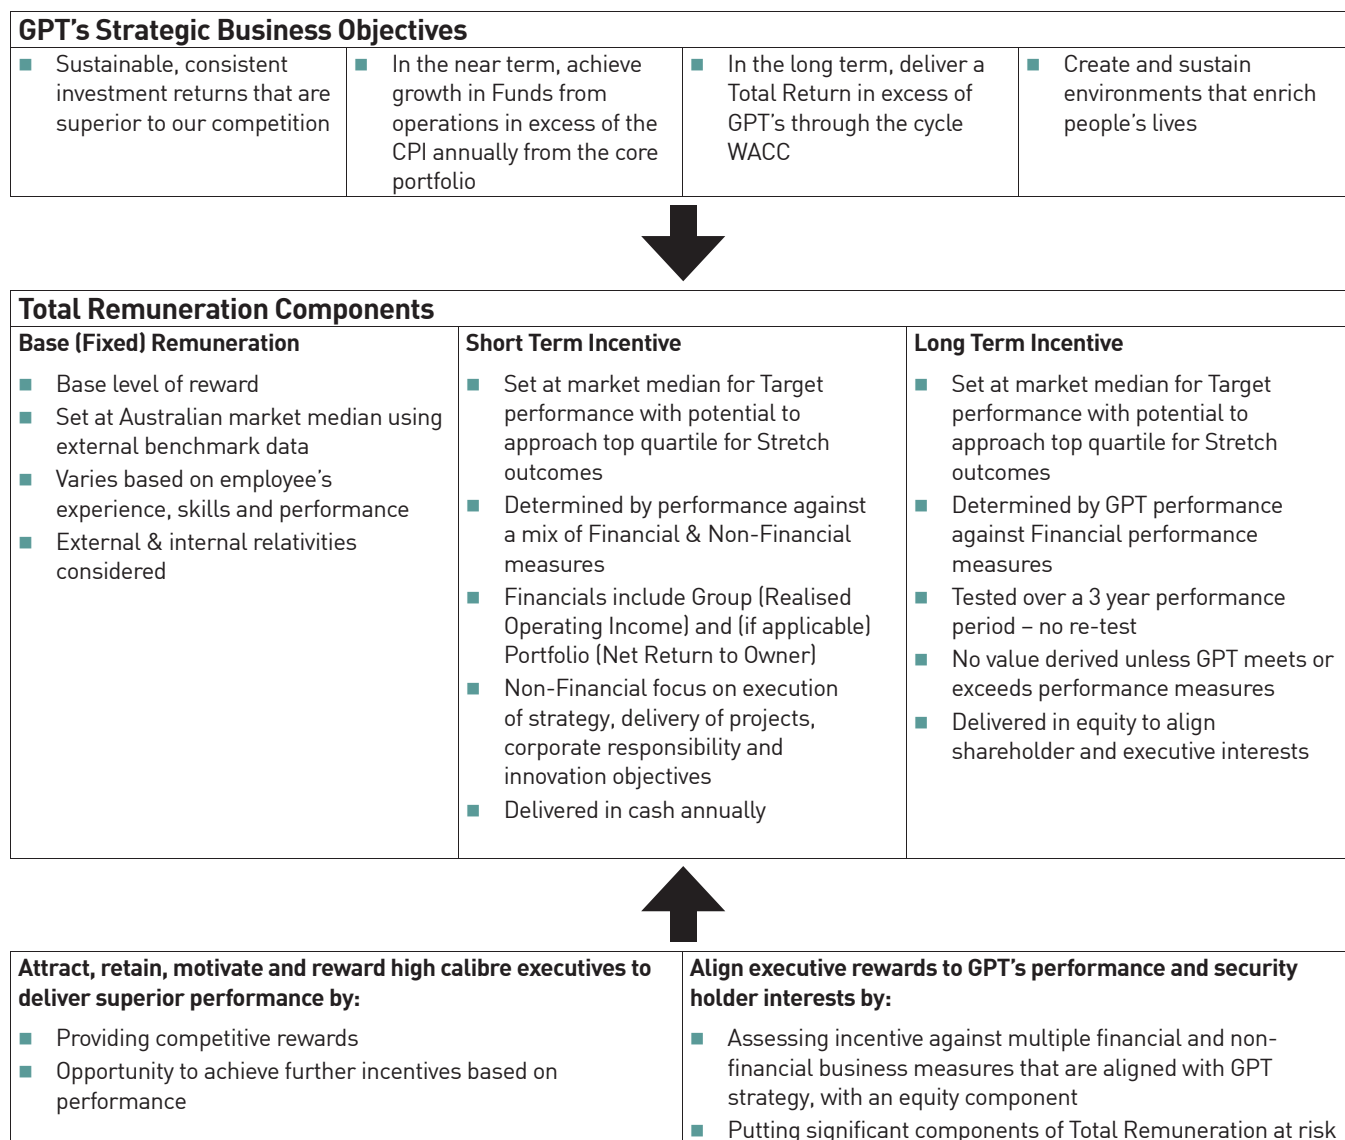 GPT's Strategic Business Objectives
■ Sustainable, consistent
investment returns that are
superior to our competition
■ In the near term, achieve
growth in Funds from
operations in excess of the
CPI annually from the core
portfolio
■ In the long term, deliver a
Total Return in excess of
GPT's through the cycle
WACC
■ Create and sustain
environments that enrich
people's lives
Total Remuneration Components
Base (Fixed) Remuneration
■ Base level of reward
■ Set at Australian market median using
external benchmark data
■ Varies based on employee's
experience, skills and performance
■ External & internal relativities
considered
Short Term Incentive
■ Set at market median for Target
performance with potential to
approach top quartile for Stretch
outcomes
■ Determined by performance against
a mix of Financial & Non-Financial
measures
■ Financials include Group (Realised
Operating Income) and (if applicable)
Portfolio (Net Return to Owner)
■ Non-Financial focus on execution
of strategy, delivery of projects,
corporate responsibility and
innovation objectives
■ Delivered in cash annually
Long Term Incentive
■ Set at market median for Target
performance with potential to
approach top quartile for Stretch
outcomes
■ Determined by GPT performance
against Financial performance
measures
■ Tested over a 3 year performance
period – no re-test
■ No value derived unless GPT meets or
exceeds performance measures
■ Delivered in equity to align
shareholder and executive interests
Attract, retain, motivate and reward high calibre executives to
deliver superior performance by:
■ Providing competitive rewards
■ Opportunity to achieve further incentives based on
performance
Align executive rewards to GPT's performance and security
holder interests by:
■ Assessing incentive against multiple financial and non-
financial business measures that are aligned with GPT
strategy, with an equity component
■ Putting significant components of Total Remuneration at risk